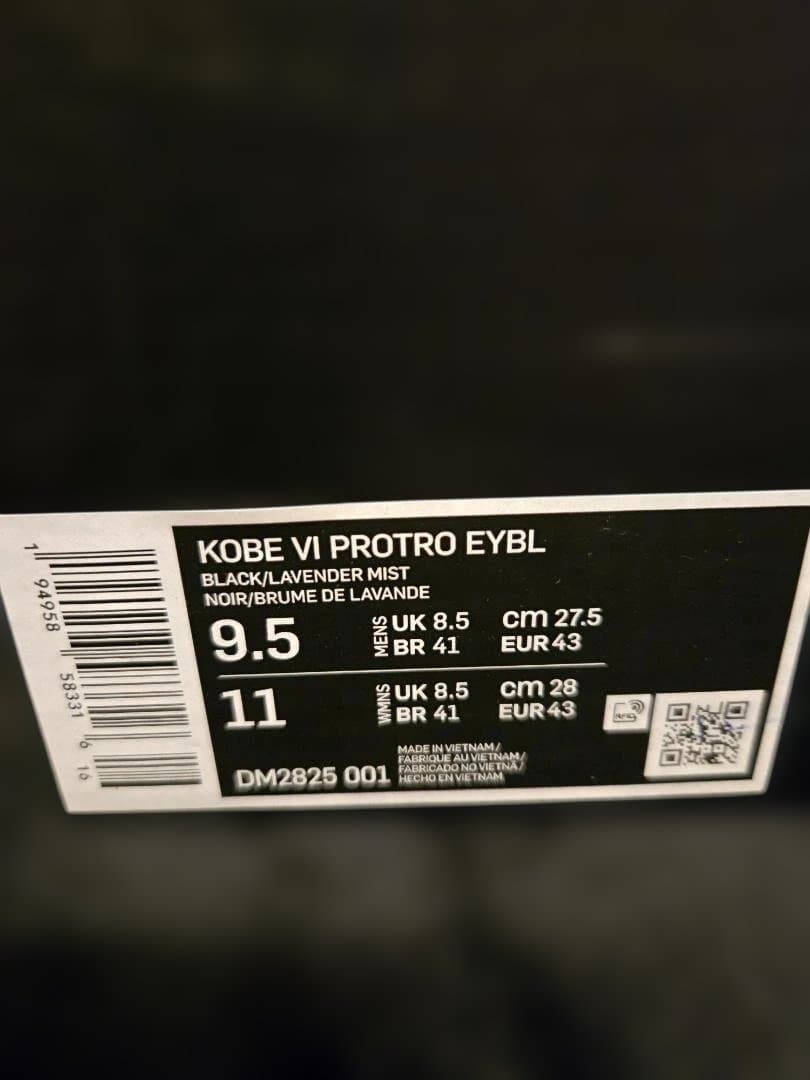 KOBE VI PROTRO EYBL
BLACK/LAVENDER MIST
NOIR/BRUME DE LAVANDE
9.5 MENS UK 8.5 cm 27.5
BR 41 EUR 43
11 WMNS UK 8.5 cm 28
BR 41 EUR 43
DM2825 001
MADE IN VIETNAM/
FABRIQUE AU VIETNAM/
FABRICADO NO VIETNÃ/
HECHO EN VIETNAM
RFID
1 94958 58331 6 16